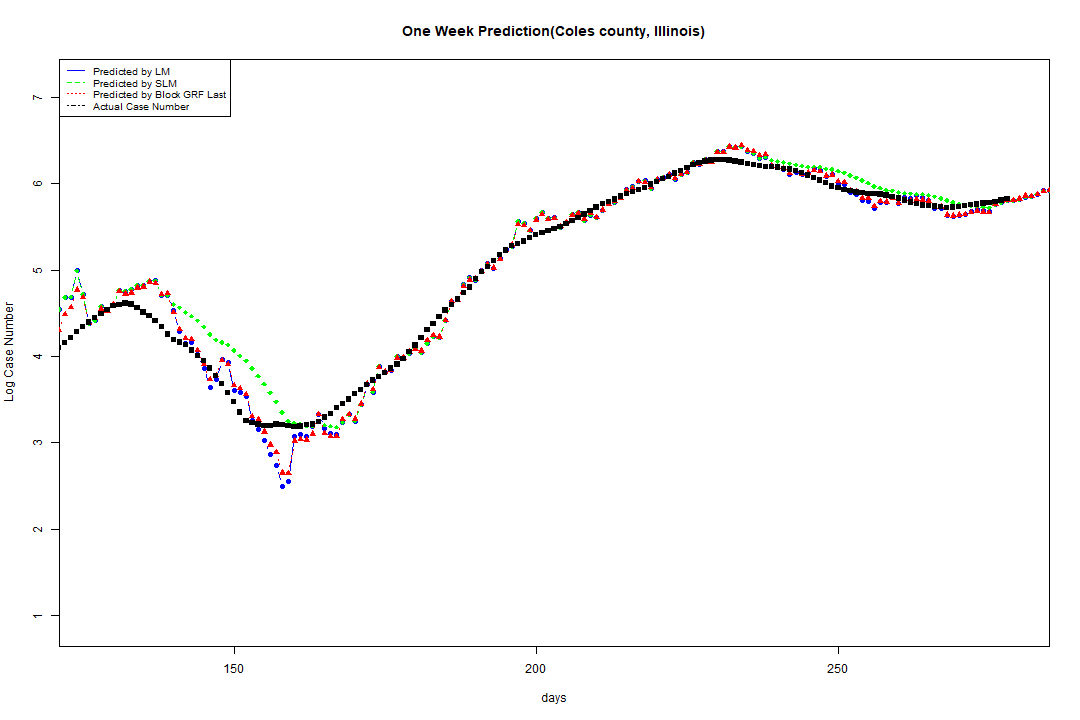 One Week Prediction(Coles county, Illinois)
Predicted by LM
Predicted by SLM
Predicted by Block GRF Last
Actual Case Number
7
6
5
4
3
2
1
Log Case Number
150
200
250
days